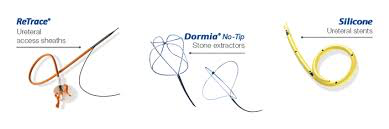 ReTrace®
Ureteral
access sheaths
Dormia® No-Tip
Stone extractors
Silicone
Ureteral stents